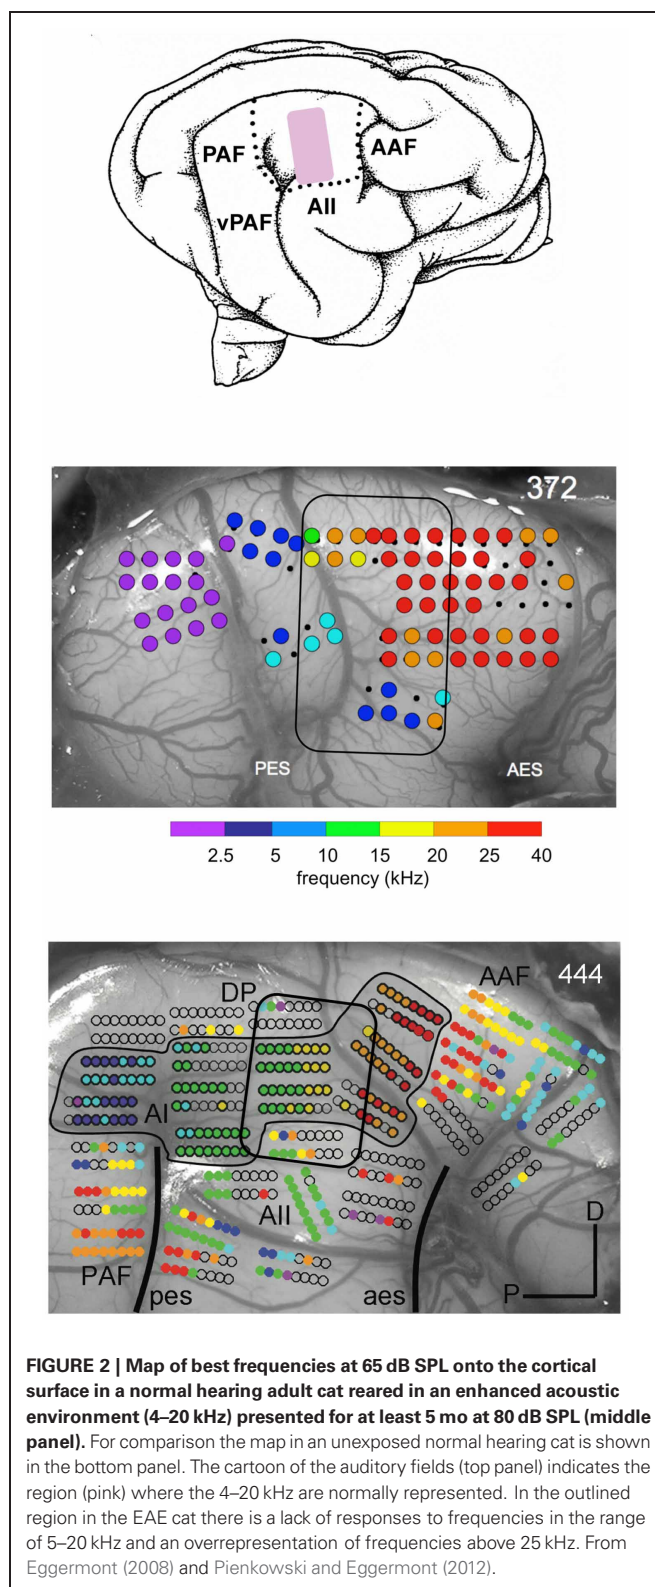 PAF
AAF
AII
vPAF
372
PES
AES
2.5 5 10 15 20 25 40
frequency (kHz)
444
AAF
DP
AI
AII
D
PAF
P
pes
aes
FIGURE 2 | Map of best frequencies at 65 dB SPL onto the cortical
surface in a normal hearing adult cat reared in an enhanced acoustic
environment (4–20 kHz) presented for at least 5 mo at 80 dB SPL (middle
panel). For comparison the map in an unexposed normal hearing cat is shown
in the bottom panel. The cartoon of the auditory fields (top panel) indicates the
region (pink) where the 4–20 kHz are normally represented. In the outlined
region in the EAE cat there is a lack of responses to frequencies in the range
of 5–20 kHz and an overrepresentation of frequencies above 25 kHz. From
Eggermont (2008) and Pienkowski and Eggermont (2012).